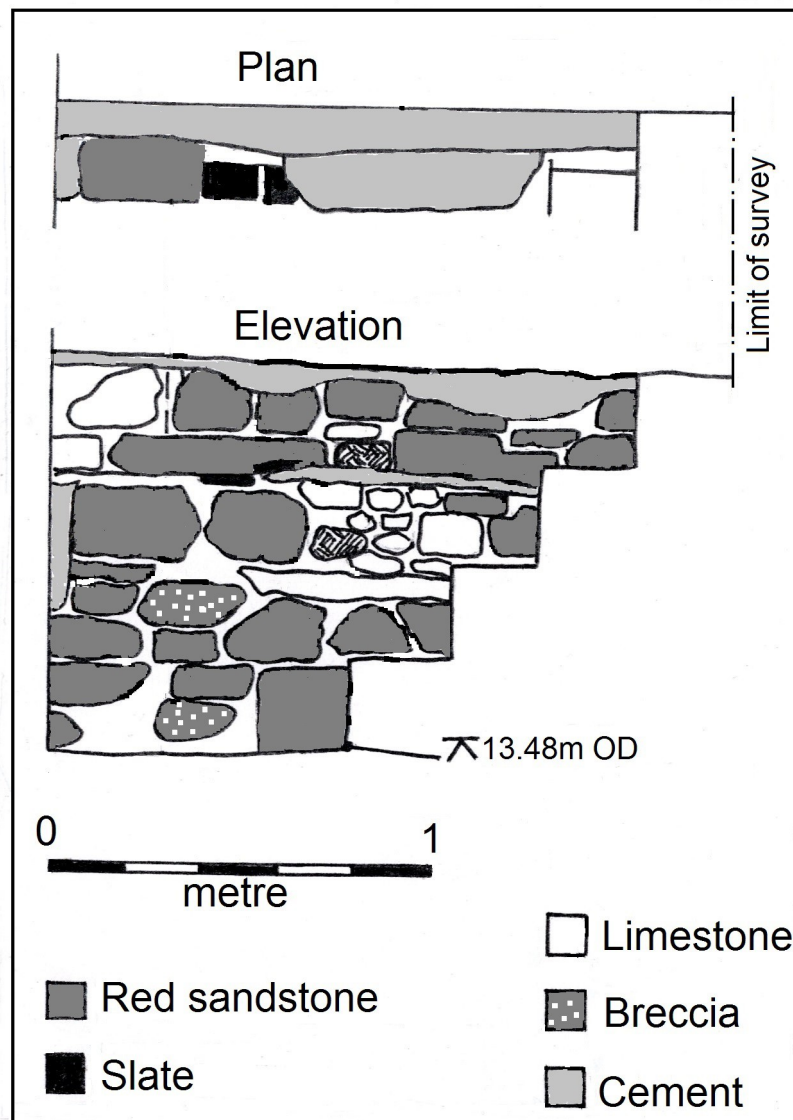 Plan
Limit of survey
Elevation
13.48m OD
0 1
metre
Limestone
Red sandstone
Breccia
Slate
Cement